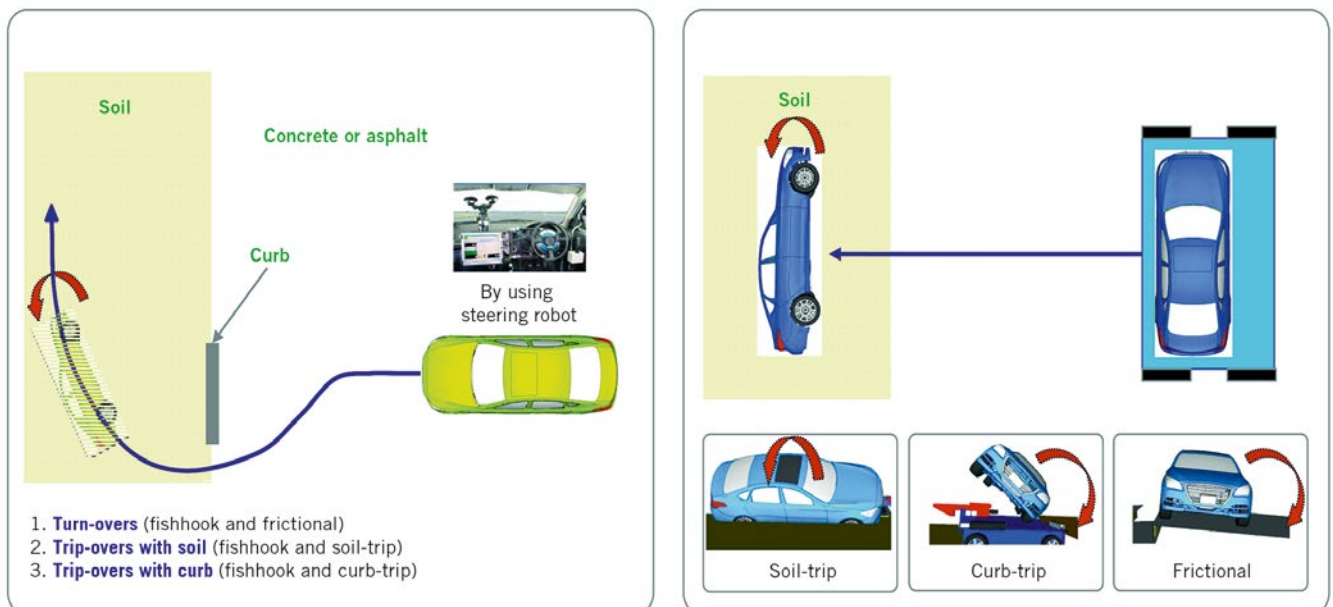 Soil
Concrete or asphalt
Curb
By using
steering robot
1. Turn-overs (fishhook and frictional)
2. Trip-overs with soil (fishhook and soil-trip)
3. Trip-overs with curb (fishhook and curb-trip)
Soil
Soil-trip
Curb-trip
Frictional